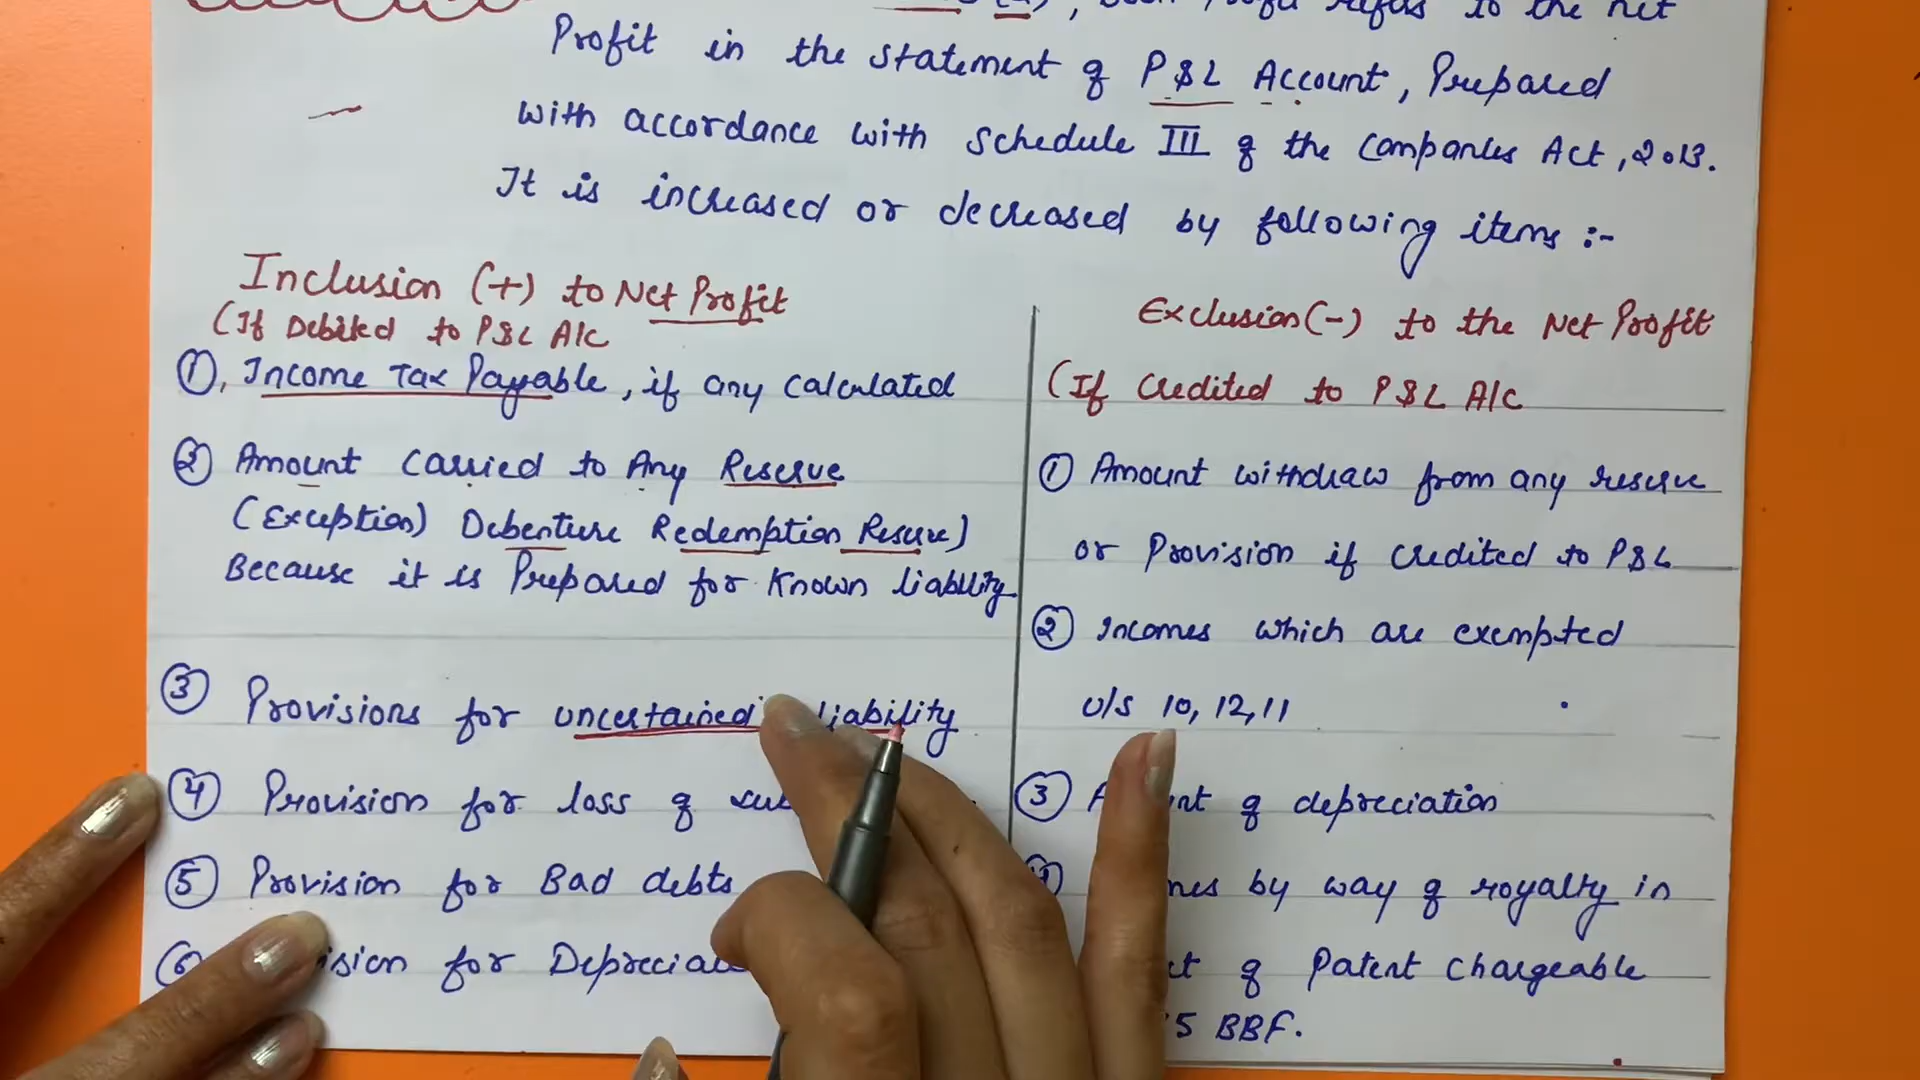 Profit in the statement of P&L Account, Prepared
with accordance with Schedule III of the Companies Act, 2013.
It is increased or decreased by following items :-
Inclusion (+) to Net Profit
(If Debited to P&L A/C
①, Income Tax Payable, if any calculated
② Amount carried to Any Reserve
(Exception) Debenture Redemption Reserve)
Because it is Prepared for Known liability
③ Provisions for uncertained liability
④ Provision for loss of
⑤ Provision for Bad debts
for
Exclusion (-) to the Net Profit
(If Credited to P&L A/C
① Amount withdraw from any reserve
or Provision if credited to P&L
② Incomes which are exempted
U/S 10, 12, 11
③ of depreciation
by way of royalty in
of Patent chargeable
BBF.